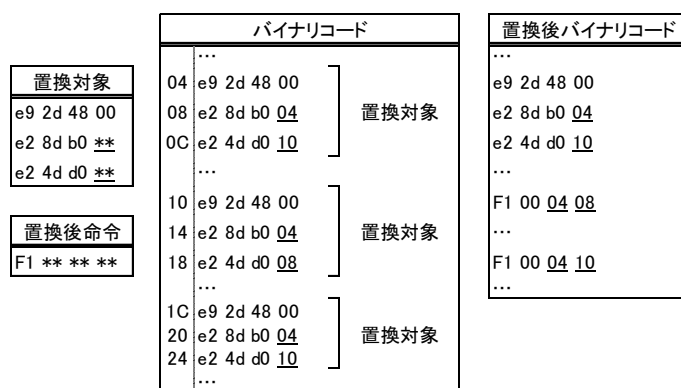 置換対象
e9 2d 48 00
e2 8d b0 **
e2 4d d0 **
置換後命令
F1 ** ** **
バイナリコード
...
04 e9 2d 48 00
08 e2 8d b0 04
0C e2 4d d0 10
置換対象
...
10 e9 2d 48 00
14 e2 8d b0 04
18 e2 4d d0 08
置換対象
...
1C e9 2d 48 00
20 e2 8d b0 04
24 e2 4d d0 10
置換対象
...
置換後バイナリコード
...
e9 2d 48 00
e2 8d b0 04
e2 4d d0 10
...
F1 00 04 08
...
F1 00 04 10
...